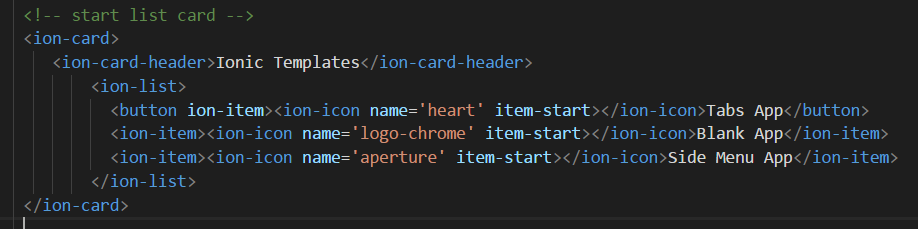 <!-- start list card -->
<ion-card>
<ion-card-header>Ionic Templates</ion-card-header>
<ion-list>
<button ion-item><ion-icon name='heart' item-start></ion-icon>Tabs App</button>
<ion-item><ion-icon name='logo-chrome' item-start></ion-icon>Blank App</ion-item>
<ion-item><ion-icon name='aperture' item-start></ion-icon>Side Menu App</ion-item>
</ion-list>
</ion-card>